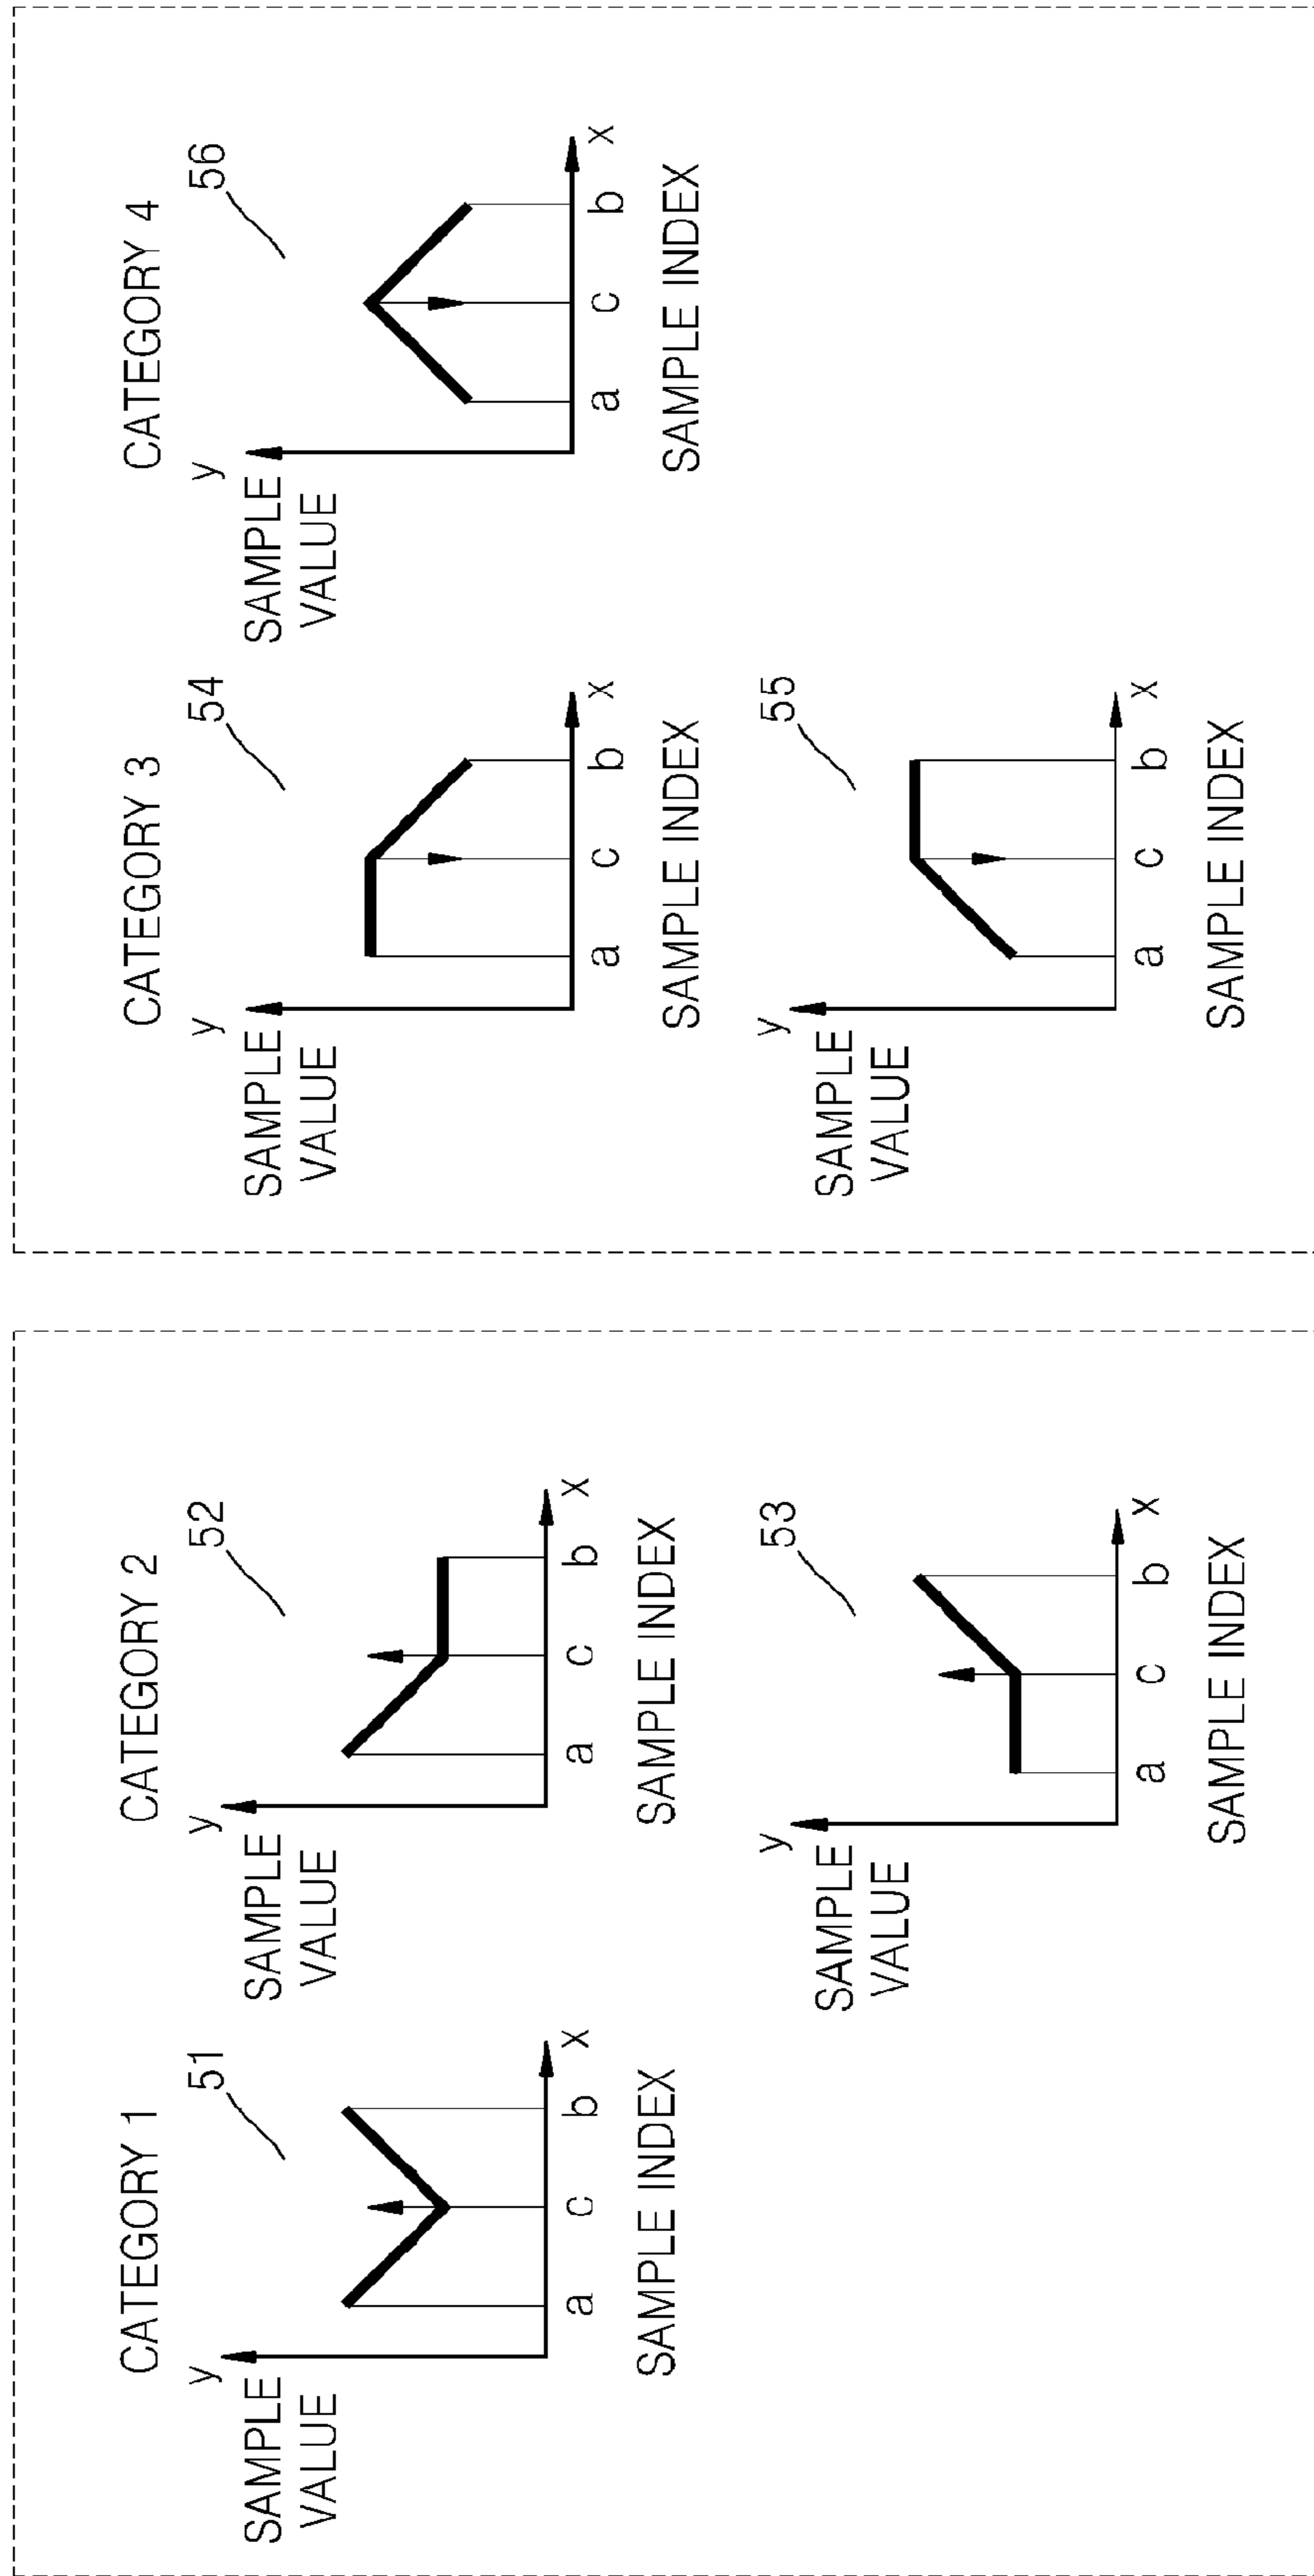 CATEGORY 1
51
y
SAMPLE
VALUE
a c b x
SAMPLE INDEX
CATEGORY 2
52
y
SAMPLE
VALUE
a c b x
SAMPLE INDEX
53
y
SAMPLE
VALUE
a c b x
SAMPLE INDEX
CATEGORY 3
54
y
SAMPLE
VALUE
a c b x
SAMPLE INDEX
55
y
SAMPLE
VALUE
a c b x
SAMPLE INDEX
CATEGORY 4
56
y
SAMPLE
VALUE
a c b x
SAMPLE INDEX